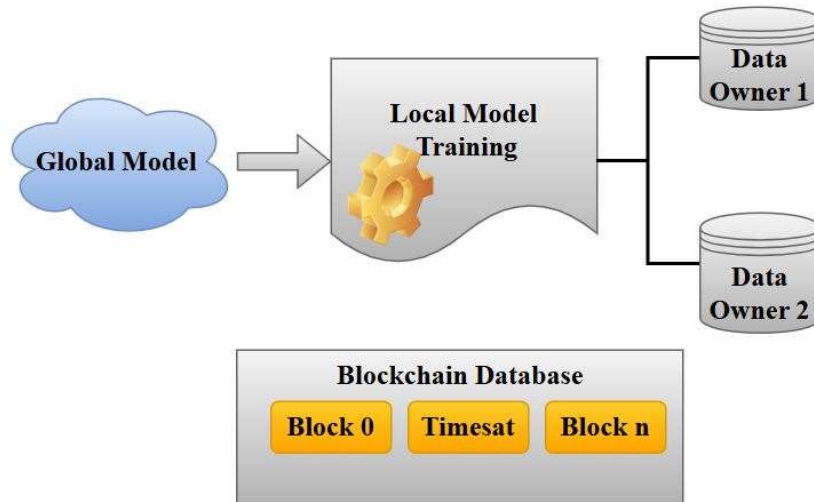 Global Model
Local Model
Training
Data
Owner 1
Data
Owner 2
Blockchain Database
Block 0
Timesat
Block n